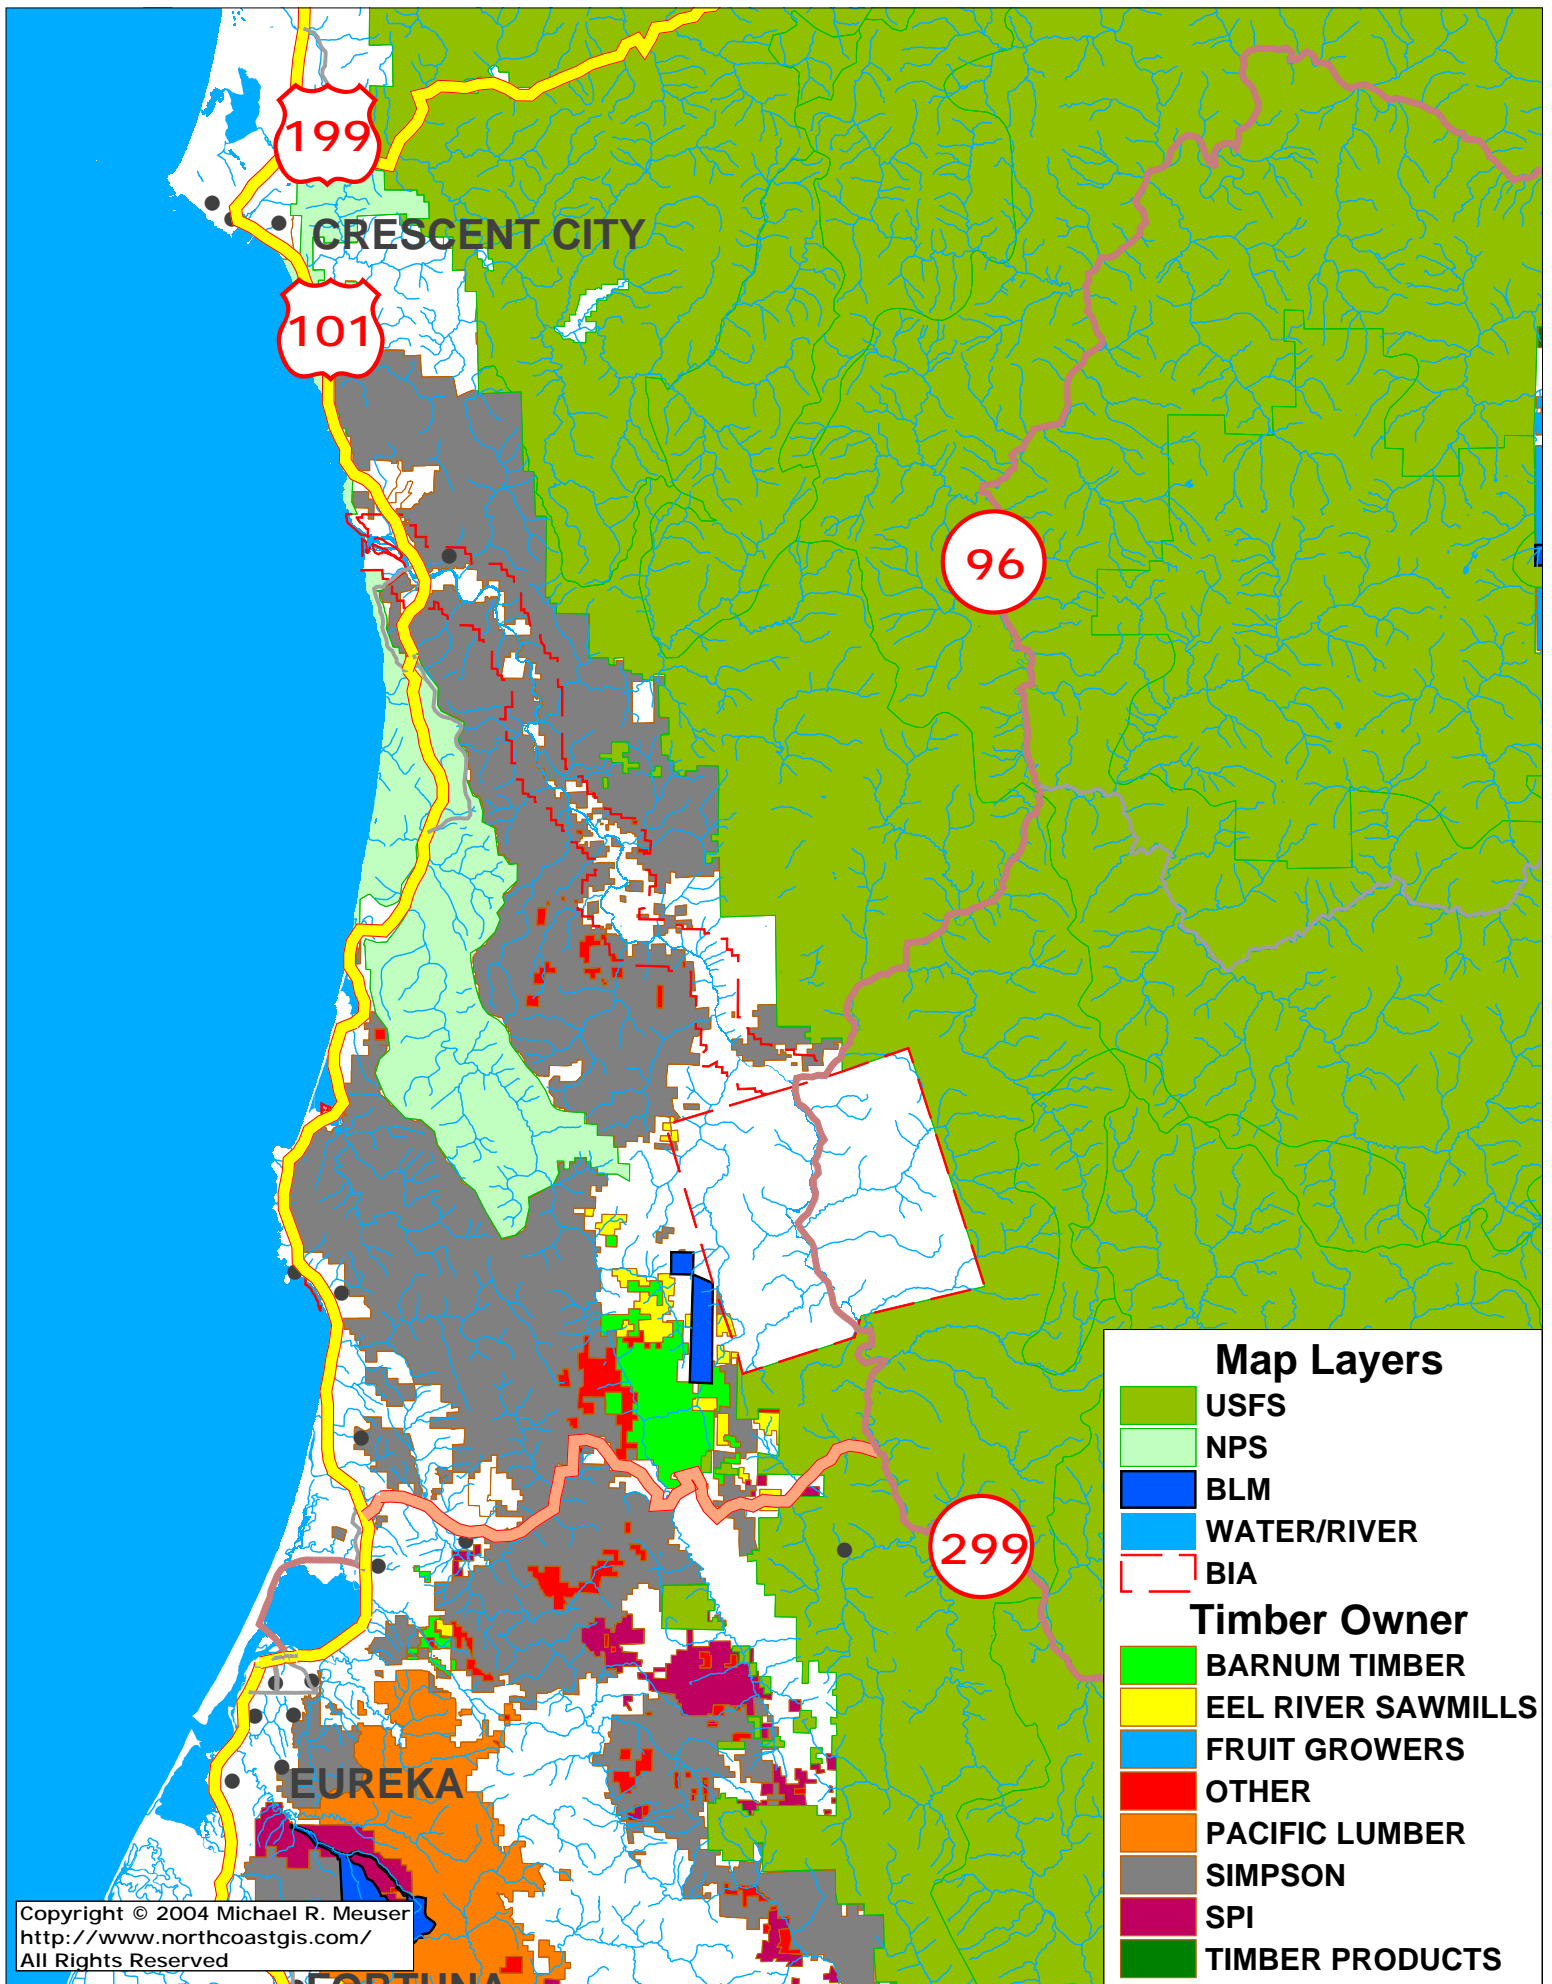 199
CRESCENT CITY
101
96
299
EUREKA
FORTUNA
Map Layers
USFS
NPS
BLM
WATER/RIVER
BIA
Timber Owner
BARNUM TIMBER
EEL RIVER SAWMILLS
FRUIT GROWERS
OTHER
PACIFIC LUMBER
SIMPSON
SPI
TIMBER PRODUCTS
Copyright © 2004 Michael R. Meuser
http://www.northcoastgis.com/
All Rights Reserved